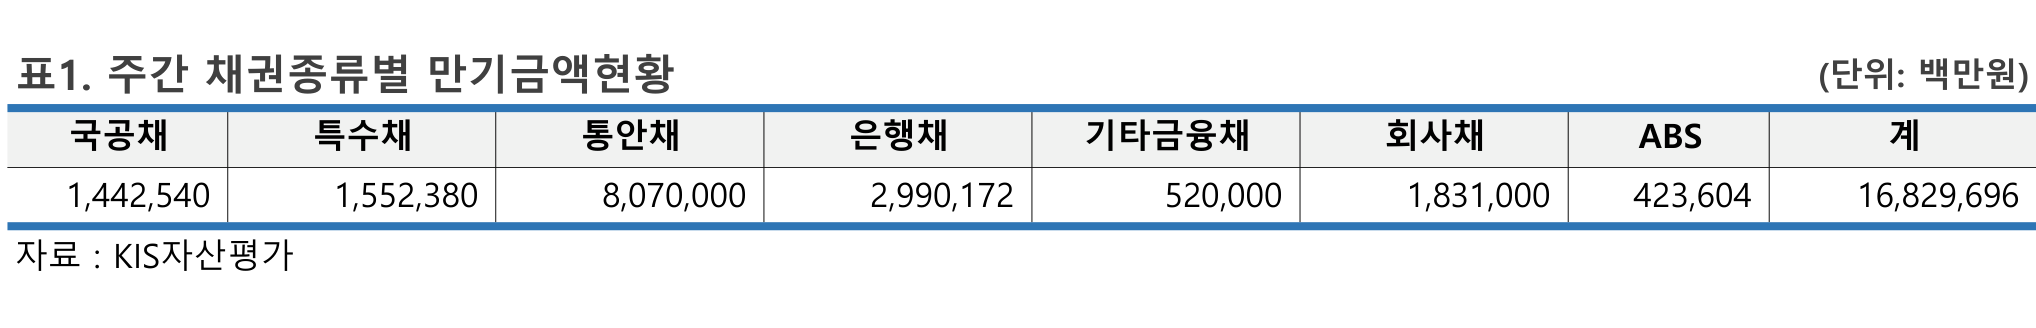 표1. 주간 채권종류별 만기금액현황 (단위: 백만원)
국공채 특수채 통안채 은행채 기타금융채 회사채 ABS 계
1,442,540 1,552,380 8,070,000 2,990,172 520,000 1,831,000 423,604 16,829,696
자료 : KIS자산평가